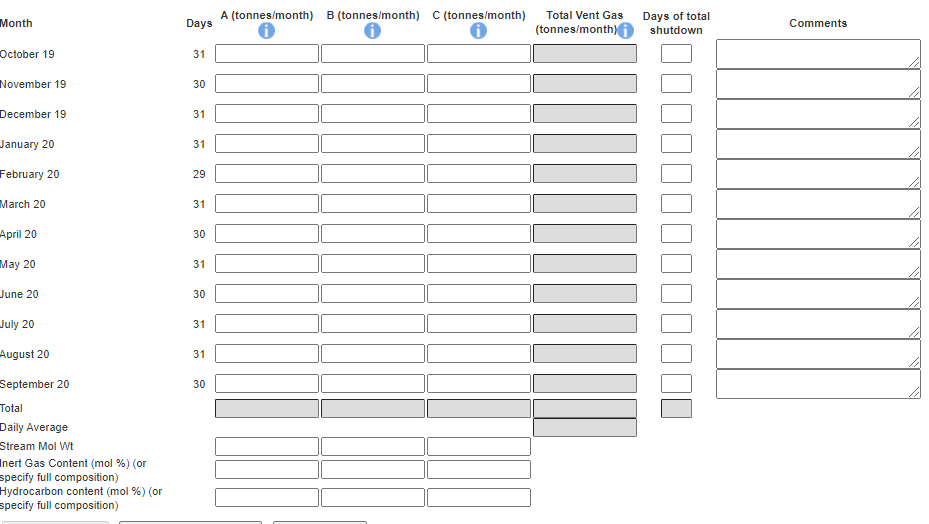 Month Days A (tonnes/month) B (tonnes/month) C (tonnes/month) Total Vent Gas (tonnes/month) Days of total shutdown Comments
October 19 31
November 19 30
December 19 31
January 20 31
February 20 29
March 20 31
April 20 30
May 20 31
June 20 30
July 20 31
August 20 31
September 20 30
Total
Daily Average
Stream Mol Wt
Inert Gas Content (mol %) (or
specify full composition)
Hydrocarbon content (mol %) (or
specify full composition)